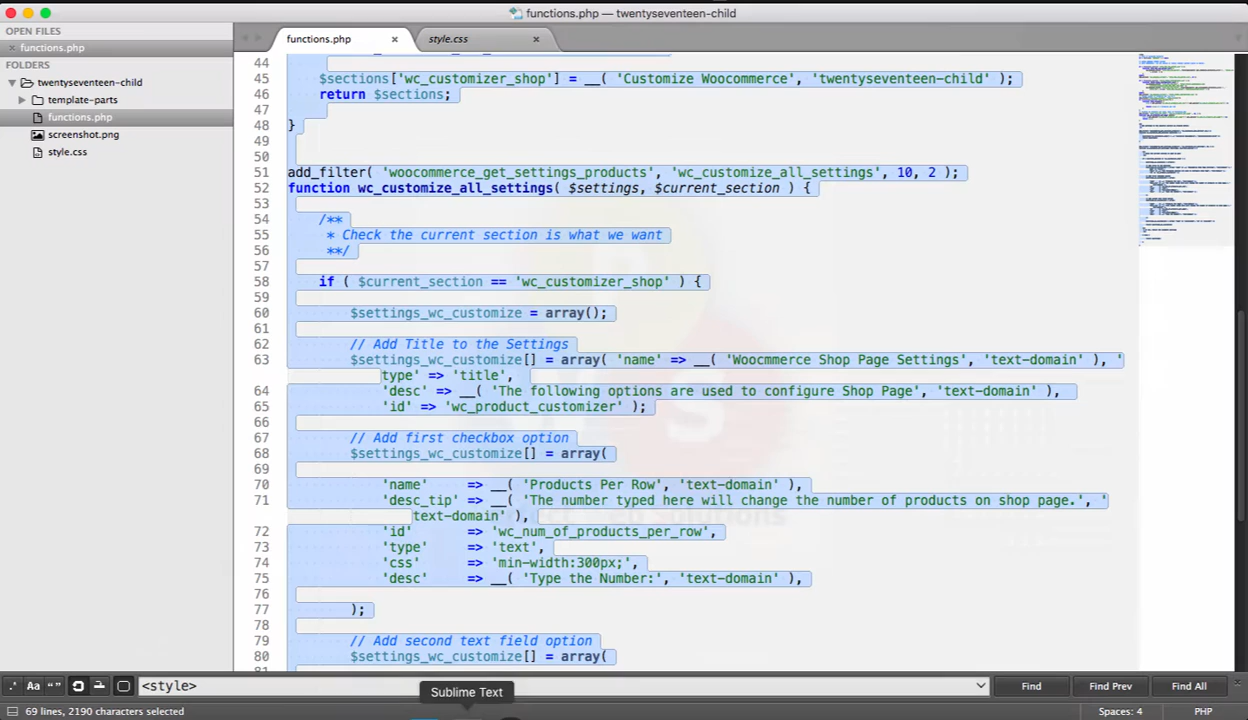 functions.php — twentyseventeen-child
OPEN FILES
functions.php
FOLDERS
twentyseventeen-child
template-parts
functions.php
screenshot.png
style.css
functions.php
style.css
44
45 $sections['wc_customizer_shop'] = __( 'Customize Woocommerce', 'twentyseventeen-child' );
46 return $sections;
47
48 }
49
50
51 add_filter( 'woocommerce_get_settings_products', 'wc_customize_all_settings', 10, 2 );
52 function wc_customize_all_settings( $settings, $current_section ) {
53
54 /**
55 * Check the current section is what we want
56 **/
57
58 if ( $current_section == 'wc_customizer_shop' ) {
59
60 $settings_wc_customize = array();
61
62 // Add Title to the Settings
63 $settings_wc_customize[] = array( 'name' => __( 'Woocmmerce Shop Page Settings', 'text-domain' ), '
type' => 'title',
64 'desc' => __( 'The following options are used to configure Shop Page', 'text-domain' ),
65 'id' => 'wc_product_customizer' );
66
67 // Add first checkbox option
68 $settings_wc_customize[] = array(
69
70 'name' => __( 'Products Per Row', 'text-domain' ),
71 'desc_tip' => __( 'The number typed here will change the number of products on shop page.', '
text-domain' ),
72 'id' => 'wc_num_of_products_per_row',
73 'type' => 'text',
74 'css' => 'min-width:300px;',
75 'desc' => __( 'Type the Number:', 'text-domain' ),
76
77 );
78
79 // Add second text field option
80 $settings_wc_customize[] = array(
.* Aa “” <style> Find Find Prev Find All
Sublime Text
69 lines, 2190 characters selected Spaces: 4 PHP